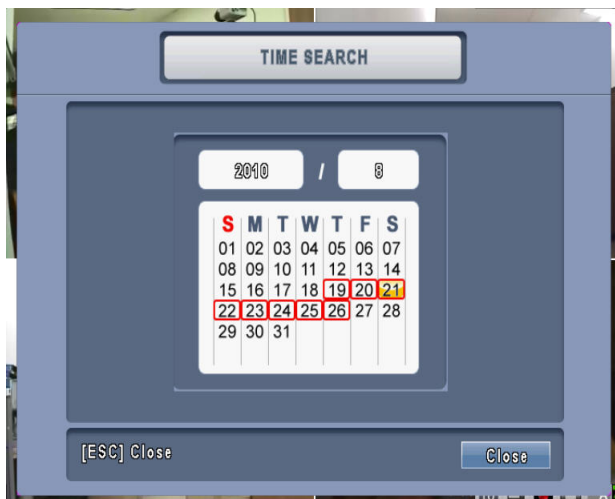 TIME SEARCH
2010 / 8
S M T W T F S
01 02 03 04 05 06 07
08 09 10 11 12 13 14
15 16 17 18 19 20 21
22 23 24 25 26 27 28
29 30 31
[ESC] Close
Close